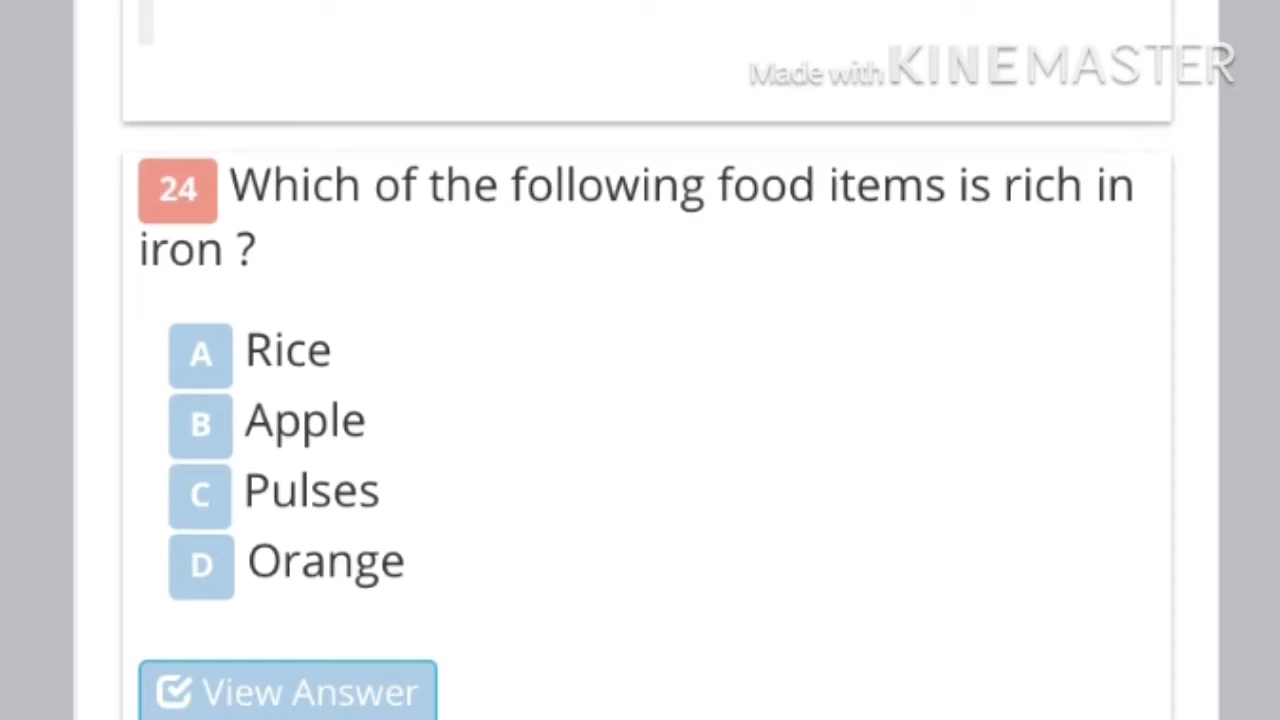 Made with KINEMASTER
24 Which of the following food items is rich in
iron ?
A Rice
B Apple
C Pulses
D Orange
View Answer